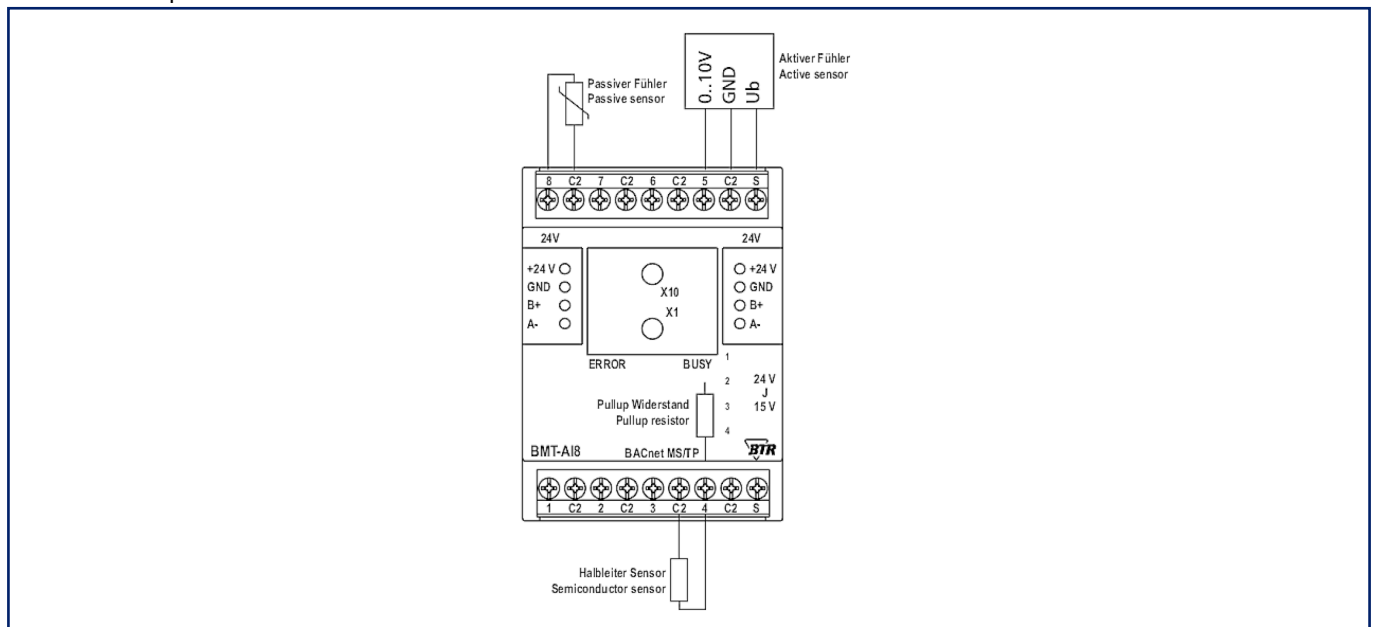 Aktiver Fühler
Active sensor
0..10V
GND
Ub
Passiver Fühler
Passive sensor
8 C2 7 C2 6 C2 5 C2 S
24V 24V
+24 V +24 V
GND GND
B+ B+
A- A-
X10
X1
ERROR BUSY
1
2
3
4
24 V
J
15 V
Pullup Widerstand
Pullup resistor
BMT-AI8 BACnet MS/TP BTR
1 C2 2 C2 3 C2 4 C2 S
Halbleiter Sensor
Semiconductor sensor